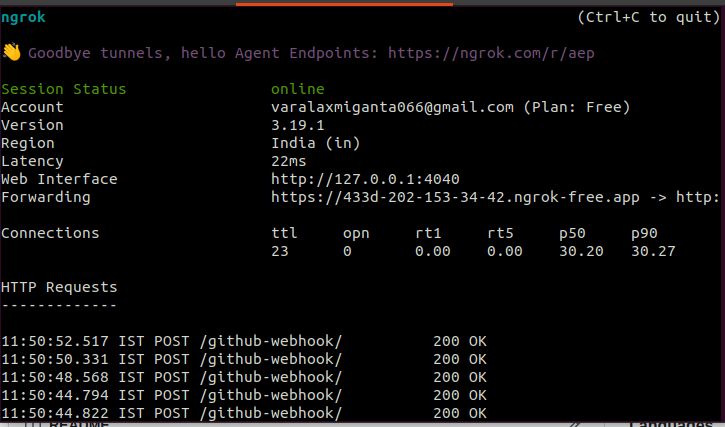 ngrok (Ctrl+C to quit)
👋 Goodbye tunnels, hello Agent Endpoints: https://ngrok.com/r/aep
Session Status online
Account varalaxmiganta066@gmail.com (Plan: Free)
Version 3.19.1
Region India (in)
Latency 22ms
Web Interface http://127.0.0.1:4040
Forwarding https://433d-202-153-34-42.ngrok-free.app -> http:
Connections ttl opn rt1 rt5 p50 p90
23 0 0.00 0.00 30.20 30.27
HTTP Requests
-------------
11:50:52.517 IST POST /github-webhook/ 200 OK
11:50:50.331 IST POST /github-webhook/ 200 OK
11:50:48.568 IST POST /github-webhook/ 200 OK
11:50:44.794 IST POST /github-webhook/ 200 OK
11:50:44.822 IST POST /github-webhook/ 200 OK
README Languages